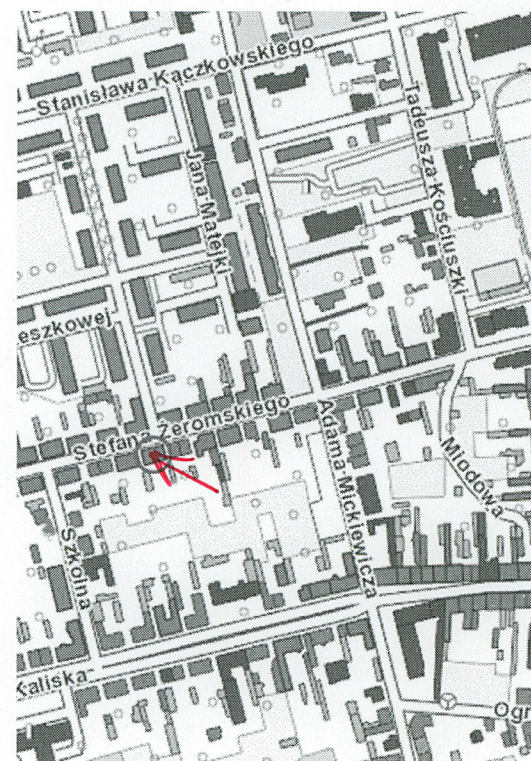 Stanisława Kączkowskiego
Tadeusza Kościuszki
Jana Matejki
eszkowej
Stefana Żeromskiego
Adama Mickiewicza
Miodowa
Szkolna
Kaliska
Ogr